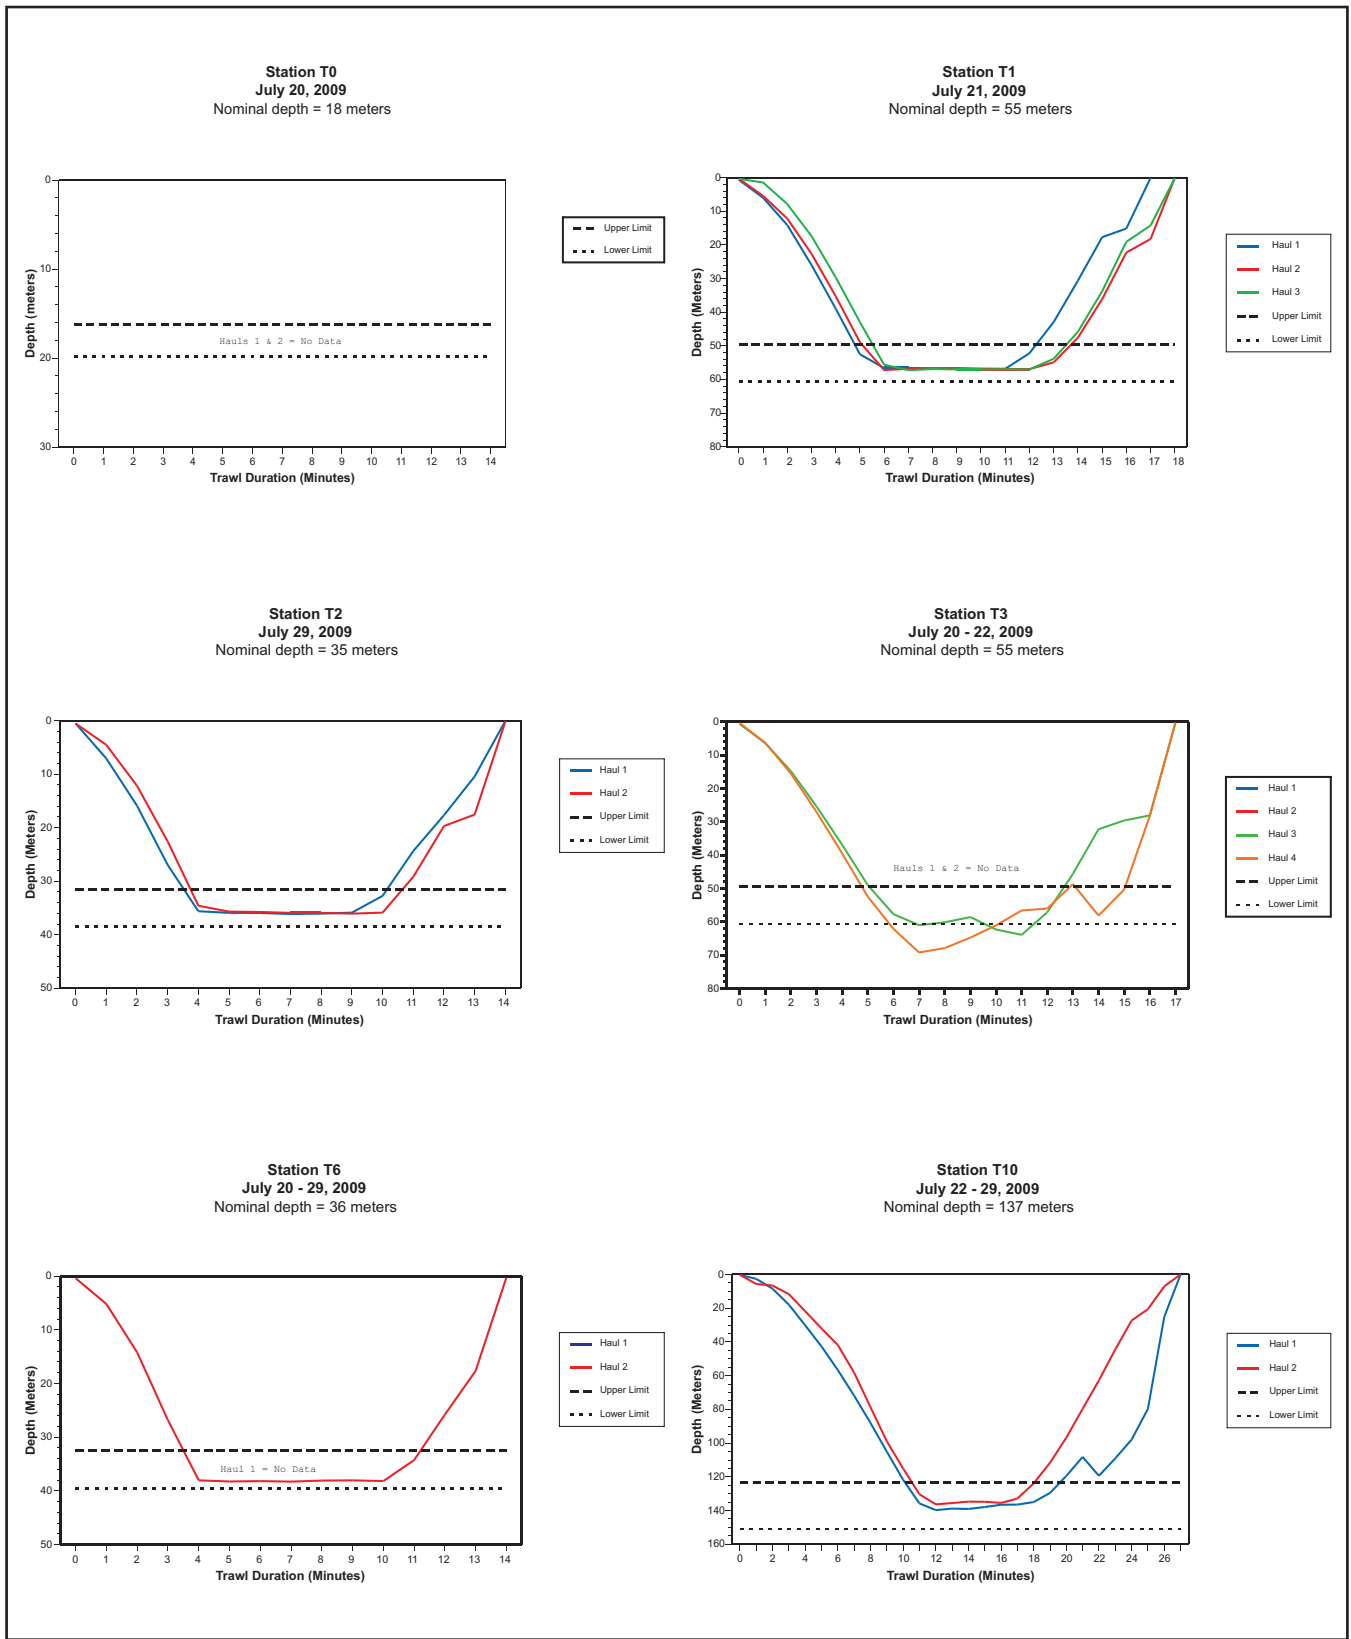 Station T0
July 20, 2009
Nominal depth = 18 meters
0
10
20
30
Depth (meters)
Hauls 1 & 2 = No Data
0 1 2 3 4 5 6 7 8 9 10 11 12 13 14
Trawl Duration (Minutes)
Upper Limit
Lower Limit
Station T1
July 21, 2009
Nominal depth = 55 meters
0
10
20
30
40
50
60
70
80
Depth (Meters)
0 1 2 3 4 5 6 7 8 9 10 11 12 13 14 15 16 17 18
Trawl Duration (Minutes)
Haul 1
Haul 2
Haul 3
Upper Limit
Lower Limit
Station T2
July 29, 2009
Nominal depth = 35 meters
0
10
20
30
40
50
Depth (Meters)
0 1 2 3 4 5 6 7 8 9 10 11 12 13 14
Trawl Duration (Minutes)
Haul 1
Haul 2
Upper Limit
Lower Limit
Station T3
July 20 - 22, 2009
Nominal depth = 55 meters
0
10
20
30
40
50
60
70
80
Depth (Meters)
Hauls 1 & 2 = No Data
0 1 2 3 4 5 6 7 8 9 10 11 12 13 14 15 16 17
Trawl Duration (Minutes)
Haul 1
Haul 2
Haul 3
Haul 4
Upper Limit
Lower Limit
Station T6
July 20 - 29, 2009
Nominal depth = 36 meters
0
10
20
30
40
50
Depth (Meters)
Haul 1 = No Data
0 1 2 3 4 5 6 7 8 9 10 11 12 13 14
Trawl Duration (Minutes)
Haul 1
Haul 2
Upper Limit
Lower Limit
Station T10
July 22 - 29, 2009
Nominal depth = 137 meters
0
20
40
60
80
100
120
140
160
Depth (Meters)
0 2 4 6 8 10 12 14 16 18 20 22 24 26
Trawl Duration (Minutes)
Haul 1
Haul 2
Upper Limit
Lower Limit